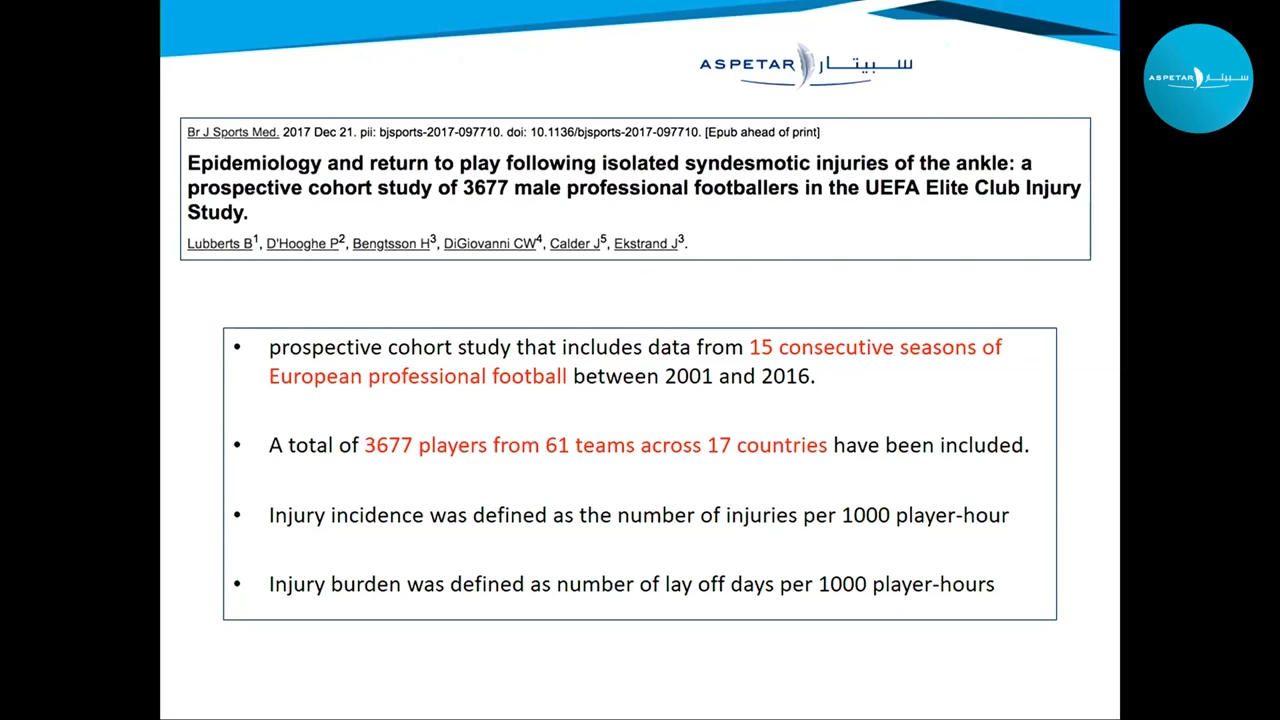 ASPETAR سبيتار
ASPETAR سبيتار
Br J Sports Med. 2017 Dec 21. pii: bjsports-2017-097710. doi: 10.1136/bjsports-2017-097710. [Epub ahead of print]
Epidemiology and return to play following isolated syndesmotic injuries of the ankle: a
prospective cohort study of 3677 male professional footballers in the UEFA Elite Club Injury
Study.
Lubberts B1, D'Hooghe P2, Bengtsson H3, DiGiovanni CW4, Calder J5, Ekstrand J3.
• prospective cohort study that includes data from 15 consecutive seasons of
European professional football between 2001 and 2016.
• A total of 3677 players from 61 teams across 17 countries have been included.
• Injury incidence was defined as the number of injuries per 1000 player-hour
• Injury burden was defined as number of lay off days per 1000 player-hours